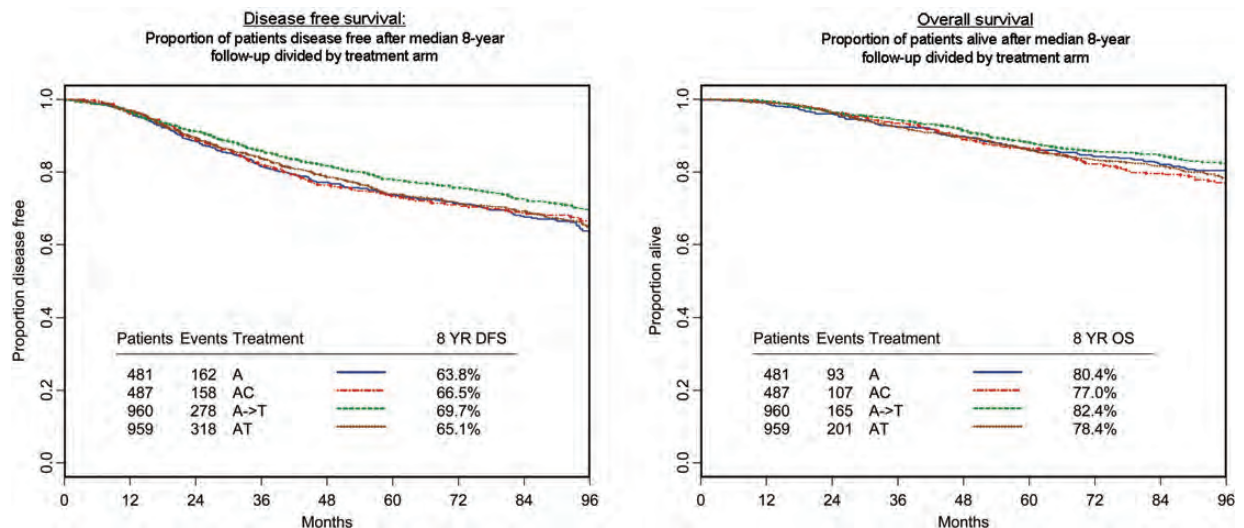 Disease free survival:
Proportion of patients disease free after median 8-year
follow-up divided by treatment arm
Proportion disease free
1.0
0.8
0.6
0.4
0.2
0.0
Patients Events Treatment 8 YR DFS
481 162 A 63.8%
487 158 AC 66.5%
960 278 A->T 69.7%
959 318 AT 65.1%
0 12 24 36 48 60 72 84 96
Months
Overall survival
Proportion of patients alive after median 8-year
follow-up divided by treatment arm
Proportion alive
1.0
0.8
0.6
0.4
0.2
0.0
Patients Events Treatment 8 YR OS
481 93 A 80.4%
487 107 AC 77.0%
960 165 A->T 82.4%
959 201 AT 78.4%
0 12 24 36 48 60 72 84 96
Months